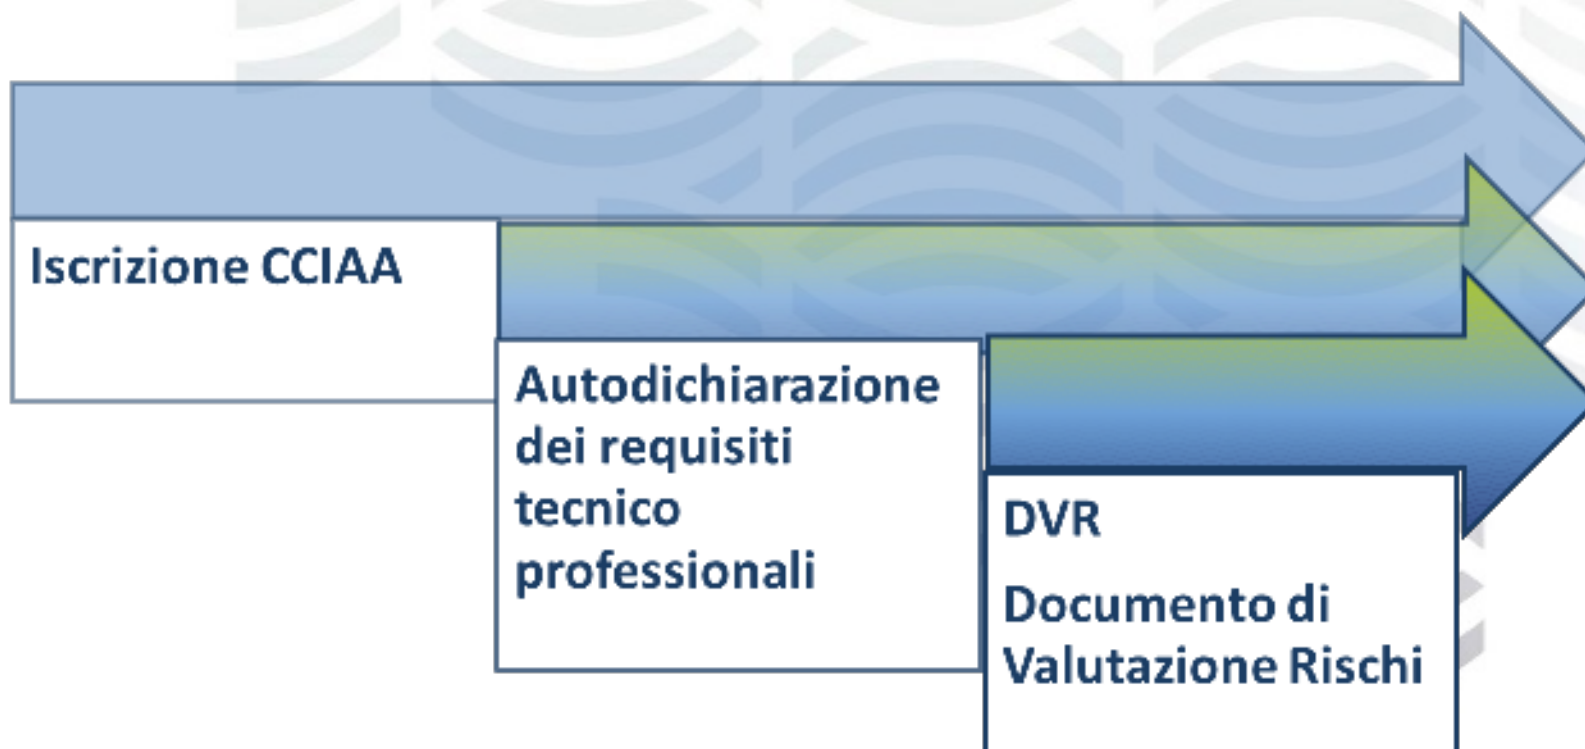 Iscrizione CCIAA
Autodichiarazione
dei requisiti
tecnico
professionali
DVR
Documento di
Valutazione Rischi